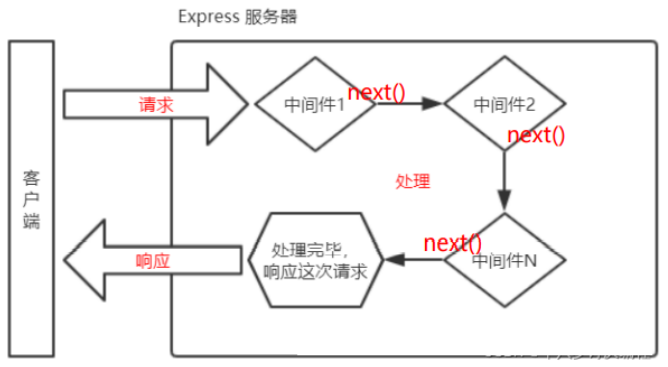 Express 服务器
请求
中间件1
next()
中间件2
next()
客户端
处理
响应
处理完毕，
响应这次请求
next()
中间件N